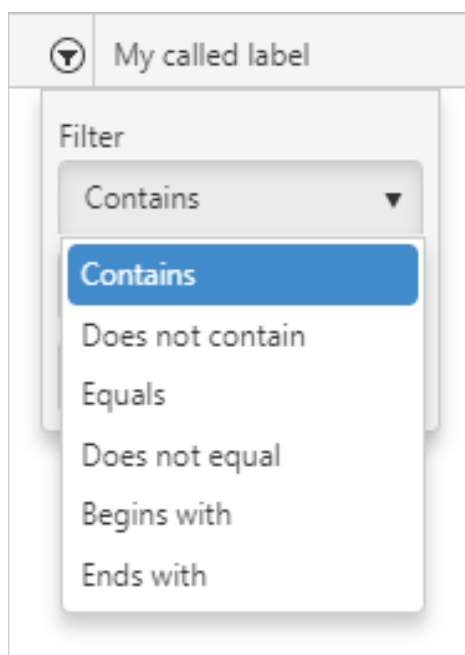 My called label
Filter
Contains
Contains
Does not contain
Equals
Does not equal
Begins with
Ends with